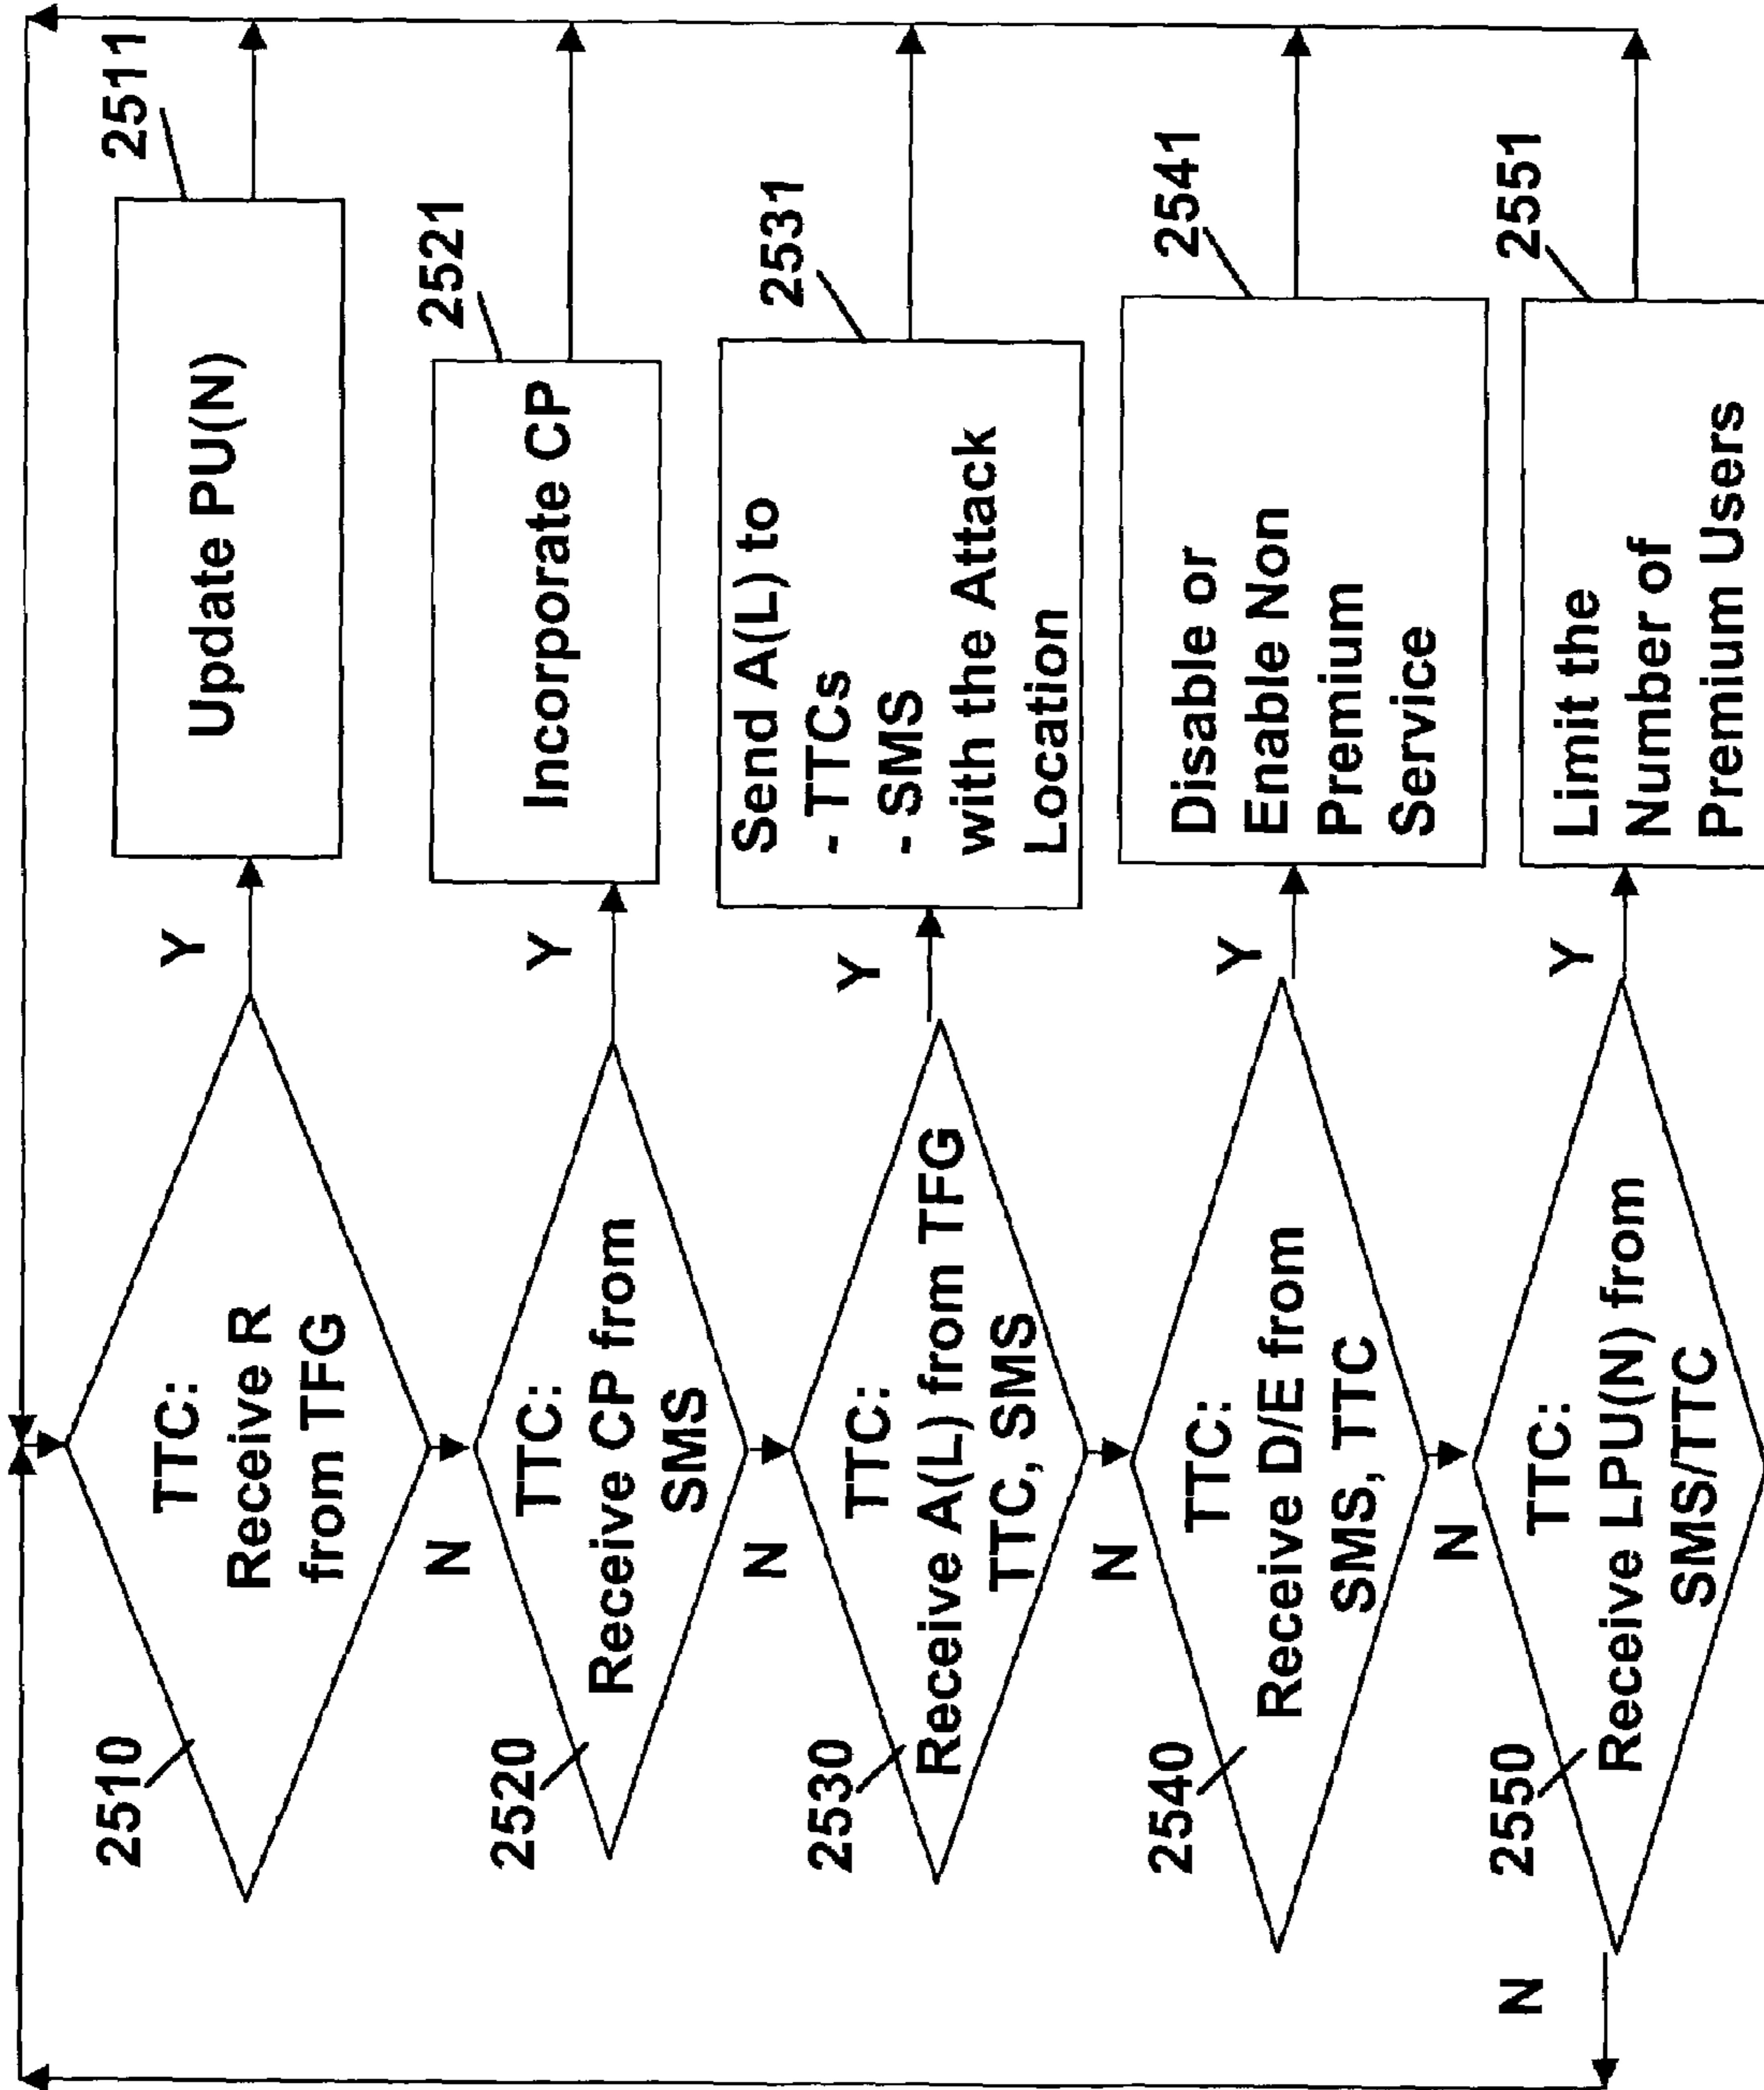 2510
TTC:
Receive R
from TFG
Y
Update PU(N)
2511
N
2520
TTC:
Receive CP from
SMS
Y
Incorporate CP
2521
N
2530
TTC:
Receive A(L) from TFG
TTC, SMS
Y
Send A(L) to
- TTCs
- SMS
with the Attack
Location
2531
N
2540
TTC:
Receive D/E from
SMS, TTC
Y
Disable or
Enable Non
Premium
Service
2541
N
2550
TTC:
Receive LPU(N) from
SMS/TTC
Y
Limit the
Number of
Premium Users
2551
N